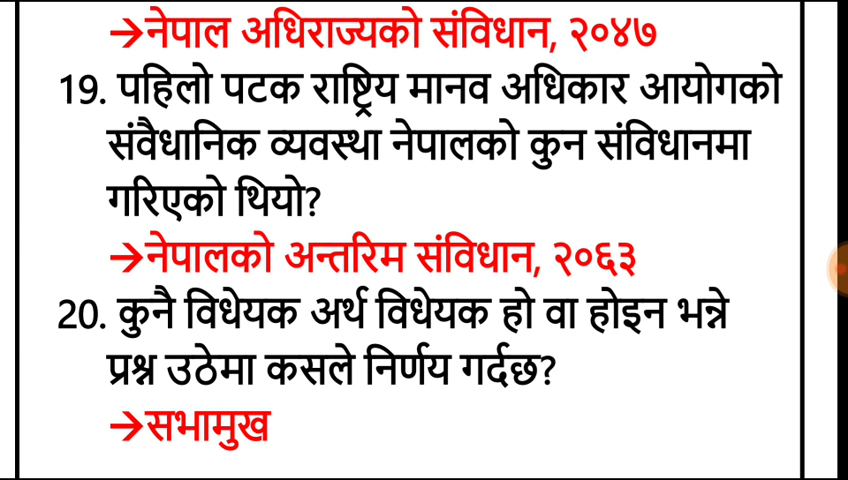 →नेपाल अधिराज्यको संविधान, २०४७
19. पहिलो पटक राष्ट्रिय मानव अधिकार आयोगको
संवैधानिक व्यवस्था नेपालको कुन संविधानमा
गरिएको थियो?
→नेपालको अन्तरिम संविधान, २०६३
20. कुनै विधेयक अर्थ विधेयक हो वा होइन भन्ने
प्रश्न उठेमा कसले निर्णय गर्दछ?
→सभामुख